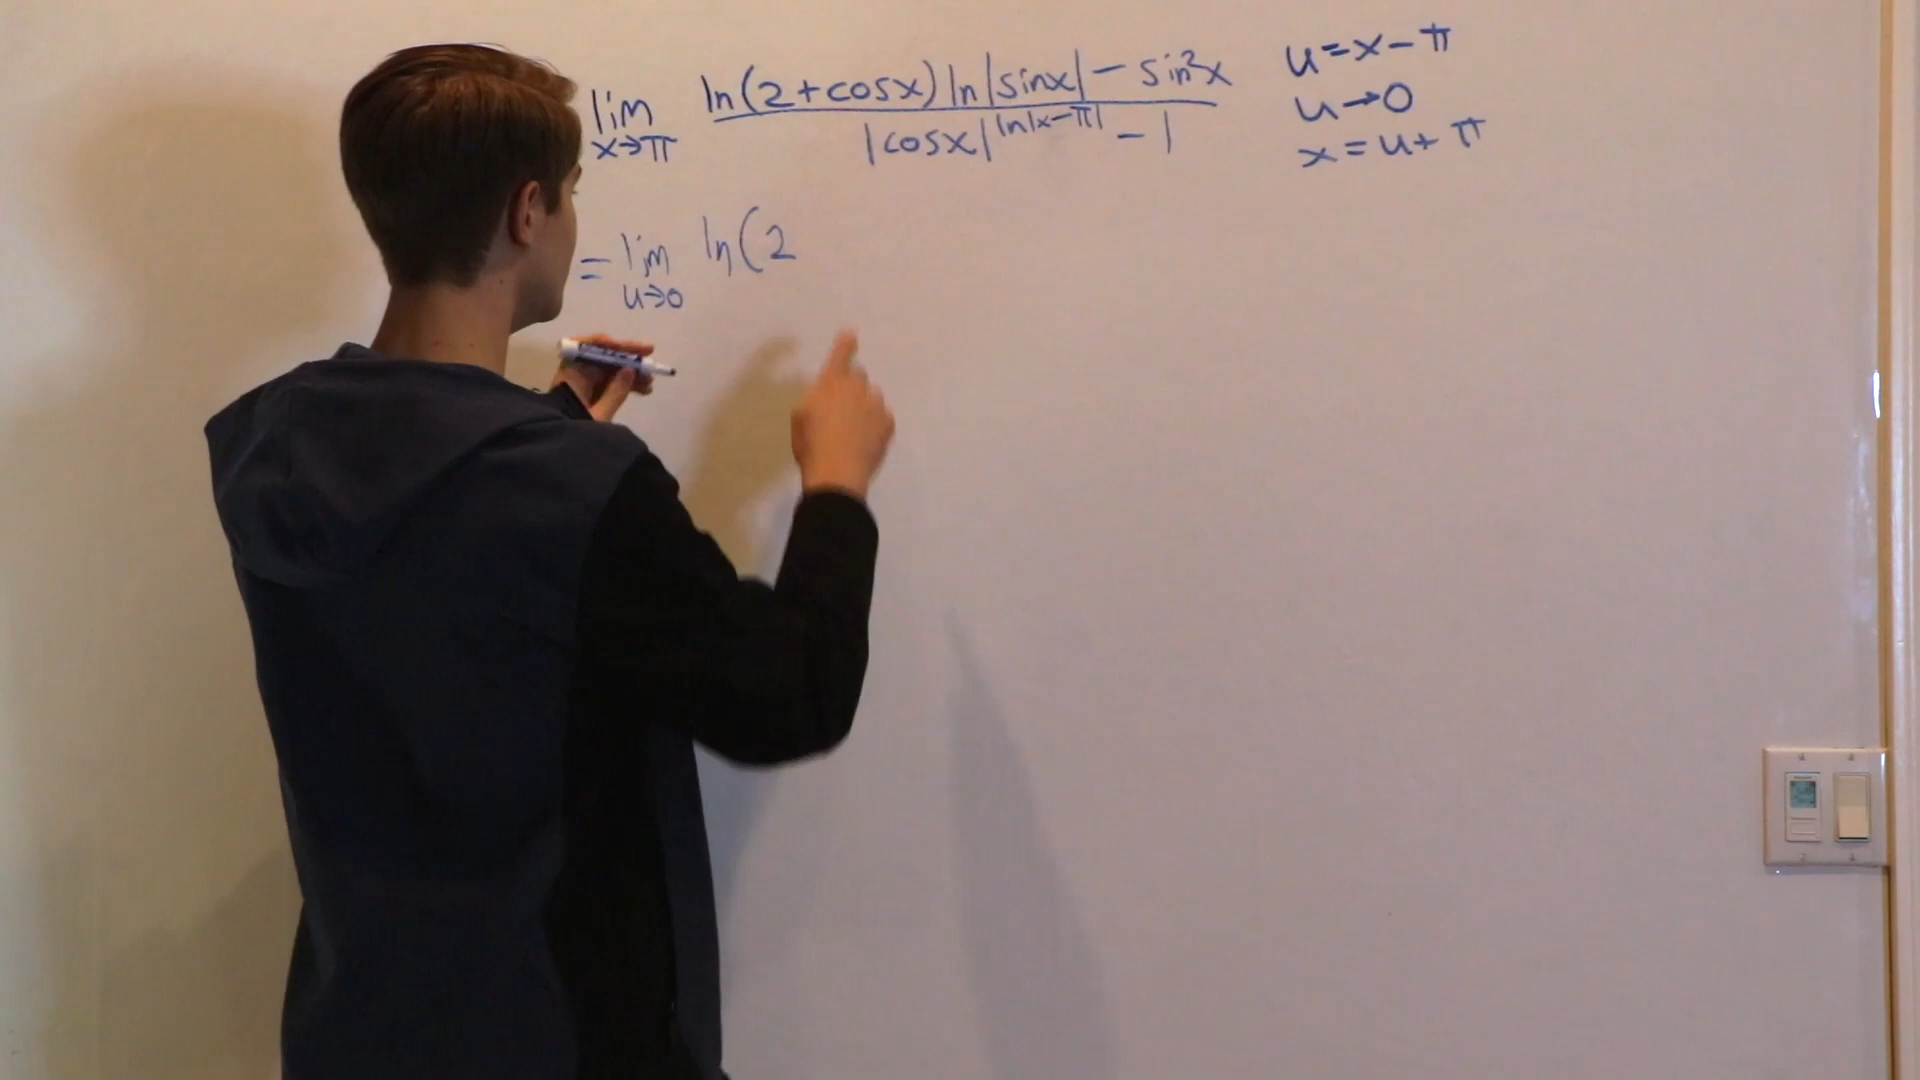 lim x→π ln(2+cosx)ln|sinx|-sin²x / |cosx|^ln|x-π| - 1
u=x-π
u→0
x=u+π
= lim u→0 ln(2